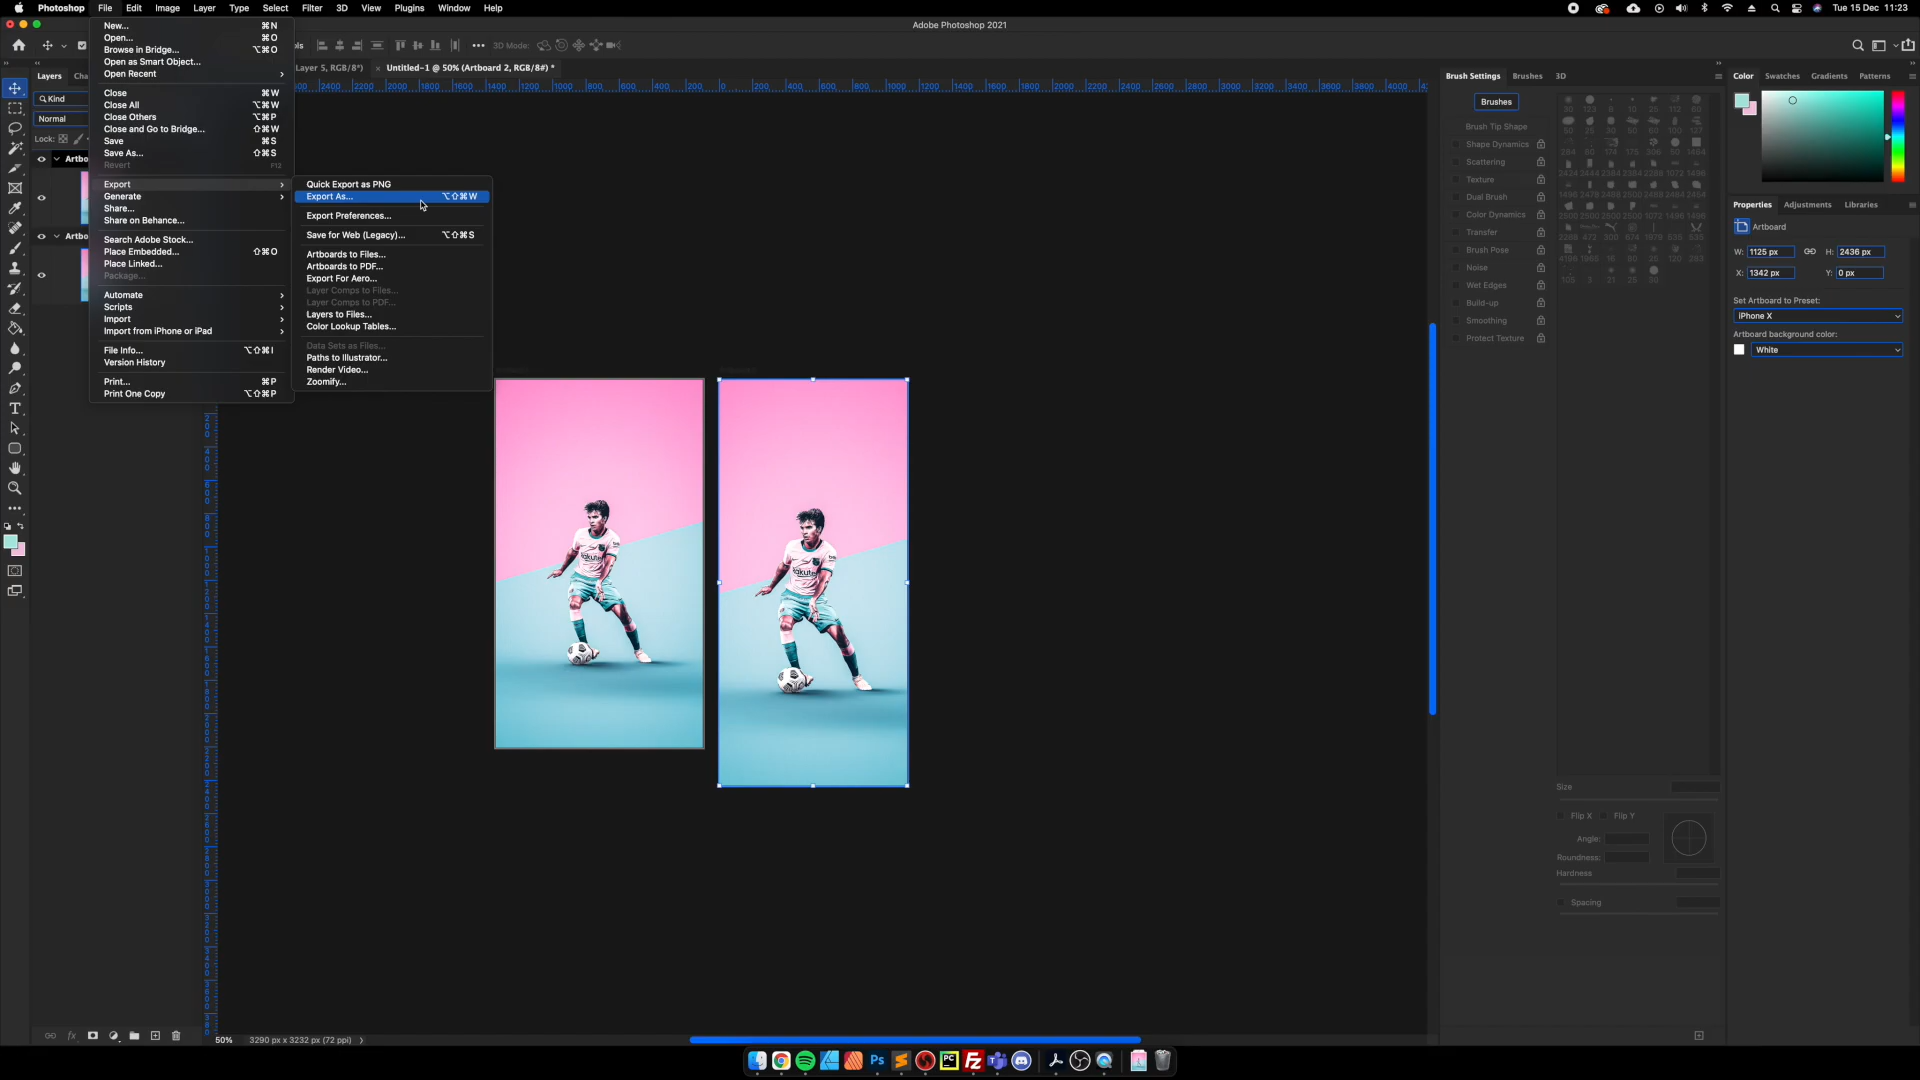 Photoshop File Edit Image Layer Type Select Filter 3D View Plugins Window Help
Tue 15 Dec 11:23
Adobe Photoshop 2021
3D Mode:
Layer 5, RGB/8*) × Untitled-1 @ 50% (Artboard 2, RGB/8#) *
Layers
Kind
Normal
Lock:
Artbo
Artbo
New... ⌘N
Open... ⌘O
Browse in Bridge... ⌥⌘O
Open as Smart Object...
Open Recent
Close ⌘W
Close All ⌥⌘W
Close Others ⌥⌘P
Close and Go to Bridge... ⇧⌘W
Save ⌘S
Save As... ⇧⌘S
Revert F12
Export
Generate
Share...
Share on Behance...
Search Adobe Stock...
Place Embedded... ⇧⌘O
Place Linked...
Package...
Automate
Scripts
Import
Import from iPhone or iPad
File Info... ⌥⇧⌘I
Version History
Print... ⌘P
Print One Copy ⌥⇧⌘P
Quick Export as PNG
Export As... ⌥⇧⌘W
Export Preferences...
Save for Web (Legacy)... ⌥⇧⌘S
Artboards to Files...
Artboards to PDF...
Export For Aero...
Layer Comps to Files...
Layer Comps to PDF...
Layers to Files...
Color Lookup Tables...
Data Sets as Files...
Paths to Illustrator...
Render Video...
Zoomify...
Brush Settings Brushes 3D
Brushes
Brush Tip Shape
Shape Dynamics
Scattering
Texture
Dual Brush
Color Dynamics
Transfer
Brush Pose
Noise
Wet Edges
Build-up
Smoothing
Protect Texture
Size
Flip X Flip Y
Angle:
Roundness:
Hardness
Spacing
Color Swatches Gradients Patterns
Properties Adjustments Libraries
Artboard
W: 1125 px H: 2436 px
X: 1342 px Y: 0 px
Set Artboard to Preset:
iPhone X
Artboard background color:
White
50% 3290 px x 3232 px (72 ppi)